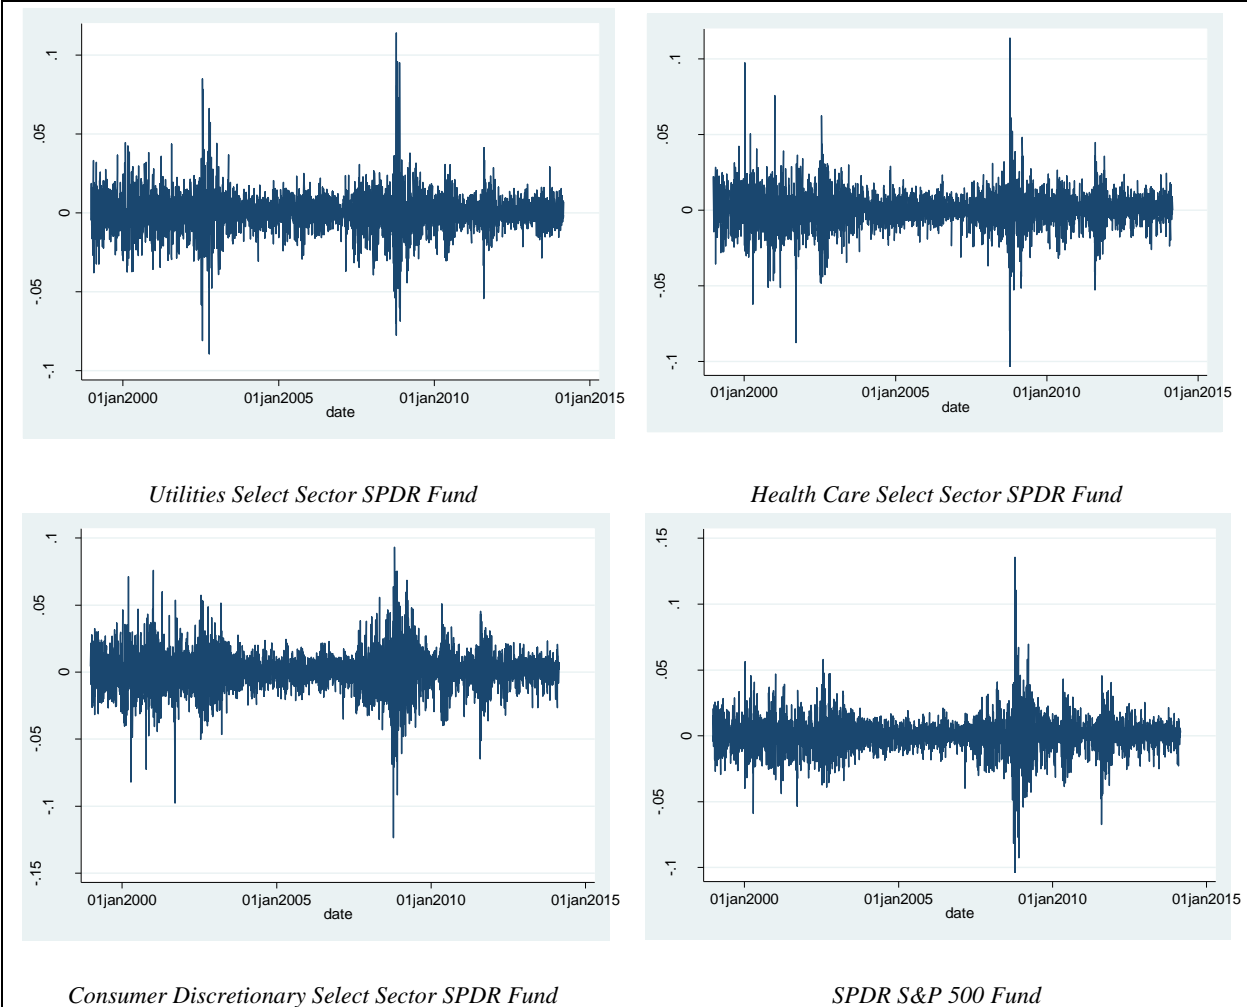 .1
.05
0
-.05
-.1
01jan2000 01jan2005 01jan2010 01jan2015
date
.1
.05
0
-.05
-.1
01jan2000 01jan2005 01jan2010 01jan2015
date
Utilities Select Sector SPDR Fund
Health Care Select Sector SPDR Fund
.1
.05
0
-.05
-.1
-.15
01jan2000 01jan2005 01jan2010 01jan2015
date
.15
.1
.05
0
-.05
-.1
01jan2000 01jan2005 01jan2010 01jan2015
date
Consumer Discretionary Select Sector SPDR Fund
SPDR S&P 500 Fund